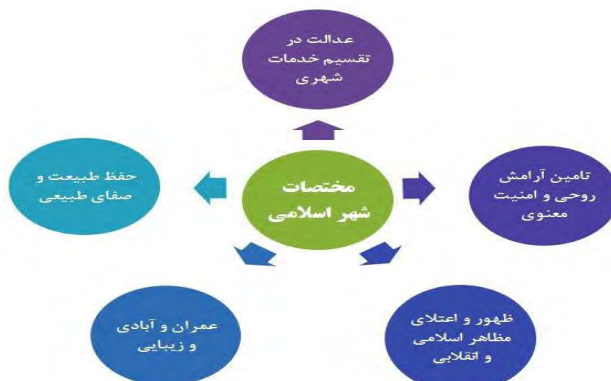 عدالت در
تقسیم خدمات
شهری
تامین آرامش
روحی و امنیت
معنوی
ظهور و اعتلای
مظاهر اسلامی
و انقلابی
عمران و آبادی
و زیبایی
حفظ طبیعت و
صفای طبیعی
مختصات
شهر اسلامی